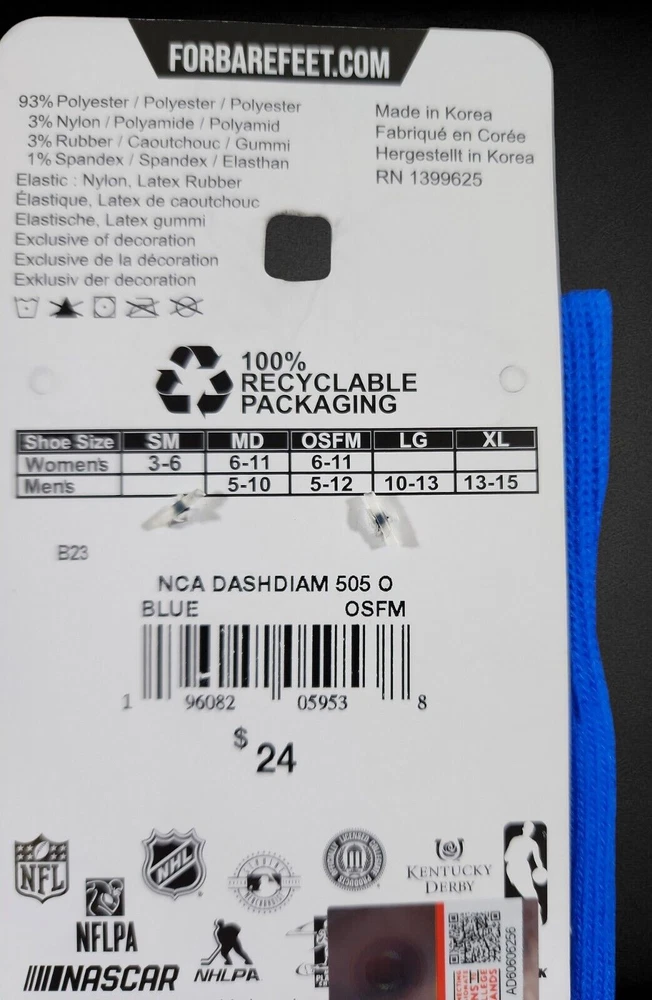 FORBAREFEET.COM
93% Polyester / Polyester / Polyester
3% Nylon / Polyamide / Polyamid
3% Rubber / Caoutchouc / Gummi
1% Spandex / Spandex / Elasthan
Elastic : Nylon, Latex Rubber
Élastique, Latex de caoutchouc
Elastische, Latex gummi
Exclusive of decoration
Exclusive de la décoration
Exklusiv der decoration
Made in Korea
Fabriqué en Corée
Hergestellt in Korea
RN 1399625
100%
RECYCLABLE
PACKAGING
Shoe Size SM MD OSFM LG XL
Women's 3-6 6-11 6-11
Men's 5-10 5-12 10-13 13-15
B23
NCA DASHDIAM 505 O
BLUE OSFM
1 96082 05953 8
$ 24
NFL
NHL
KENTUCKY
DERBY
NFLPA
NASCAR
NHLPA
AD60600256